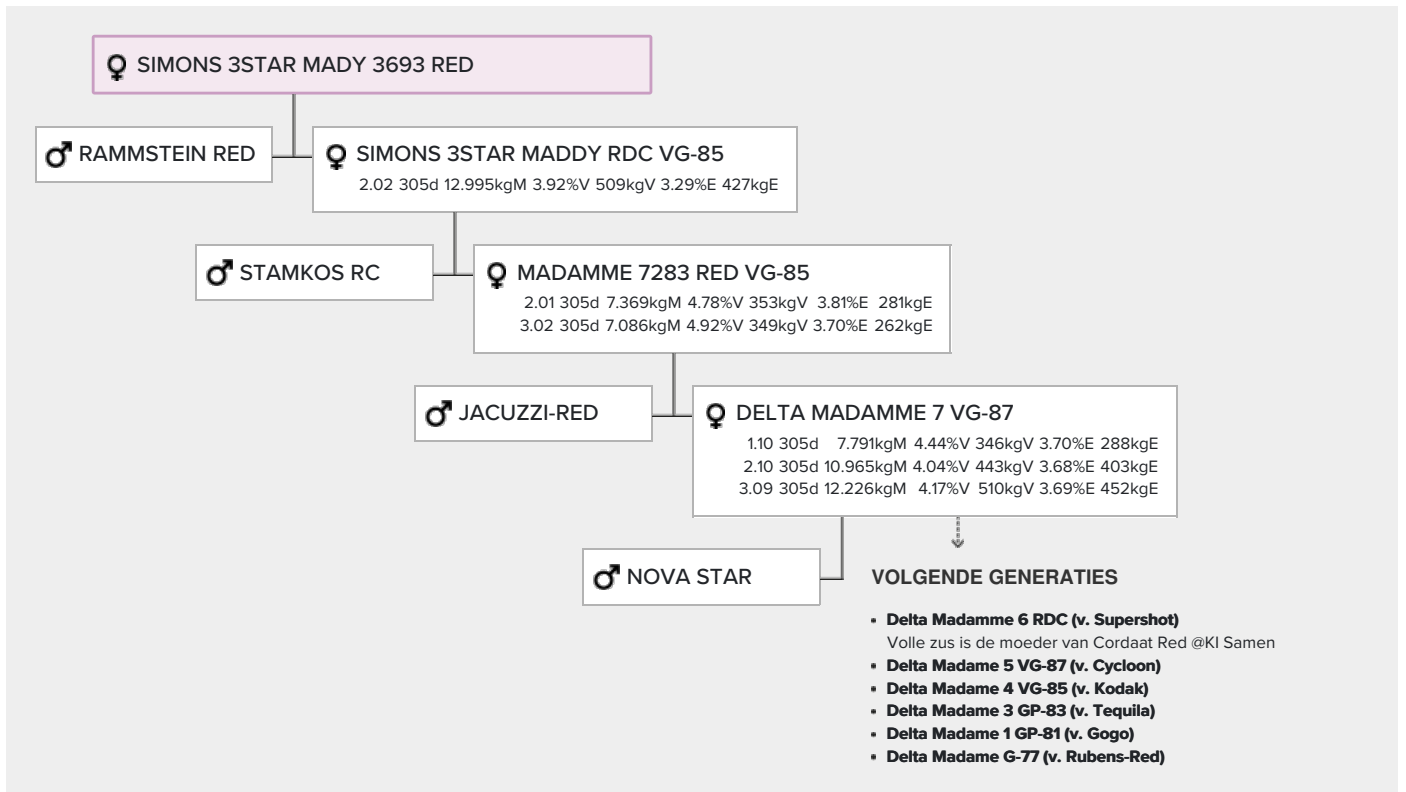 SIMONS 3STAR MADY 3693 RED
RAMMSTEIN RED
SIMONS 3STAR MADDY RDC VG-85
2.02 305d 12.995kgM 3.92%V 509kgV 3.29%E 427kgE
STAMKOS RC
MADAMME 7283 RED VG-85
2.01 305d 7.369kgM 4.78%V 353kgV 3.81%E 281kgE
3.02 305d 7.086kgM 4.92%V 349kgV 3.70%E 262kgE
JACUZZI-RED
DELTA MADAMME 7 VG-87
1.10 305d 7.791kgM 4.44%V 346kgV 3.70%E 288kgE
2.10 305d 10.965kgM 4.04%V 443kgV 3.68%E 403kgE
3.09 305d 12.226kgM 4.17%V 510kgV 3.69%E 452kgE
NOVA STAR
VOLGENDE GENERATIES
• Delta Madamme 6 RDC (v. Supershot)
Volle zus is de moeder van Cordaat Red @KI Samen
• Delta Madame 5 VG-87 (v. Cycloon)
• Delta Madame 4 VG-85 (v. Kodak)
• Delta Madame 3 GP-83 (v. Tequila)
• Delta Madame 1 GP-81 (v. Gogo)
• Delta Madame G-77 (v. Rubens-Red)